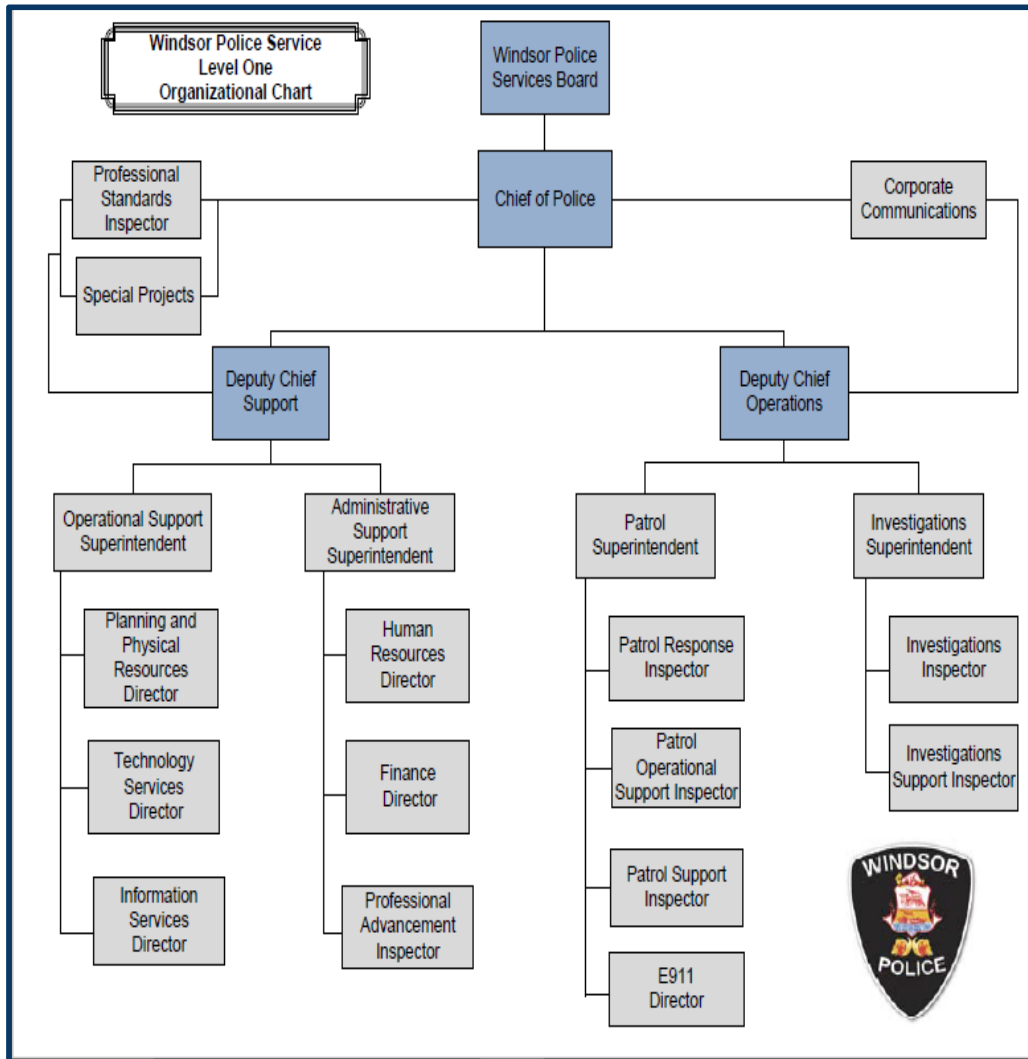 Windsor Police Service
Level One
Organizational Chart
Windsor Police
Services Board
Professional
Standards
Inspector
Chief of Police
Corporate
Communications
Special Projects
Deputy Chief
Support
Deputy Chief
Operations
Operational Support
Superintendent
Administrative
Support
Superintendent
Patrol
Superintendent
Investigations
Superintendent
Planning and
Physical
Resources
Director
Human
Resources
Director
Patrol Response
Inspector
Investigations
Inspector
Technology
Services
Director
Finance
Director
Patrol
Operational
Support Inspector
Investigations
Support Inspector
Information
Services
Director
Professional
Advancement
Inspector
Patrol Support
Inspector
E911
Director
WINDSOR
POLICE